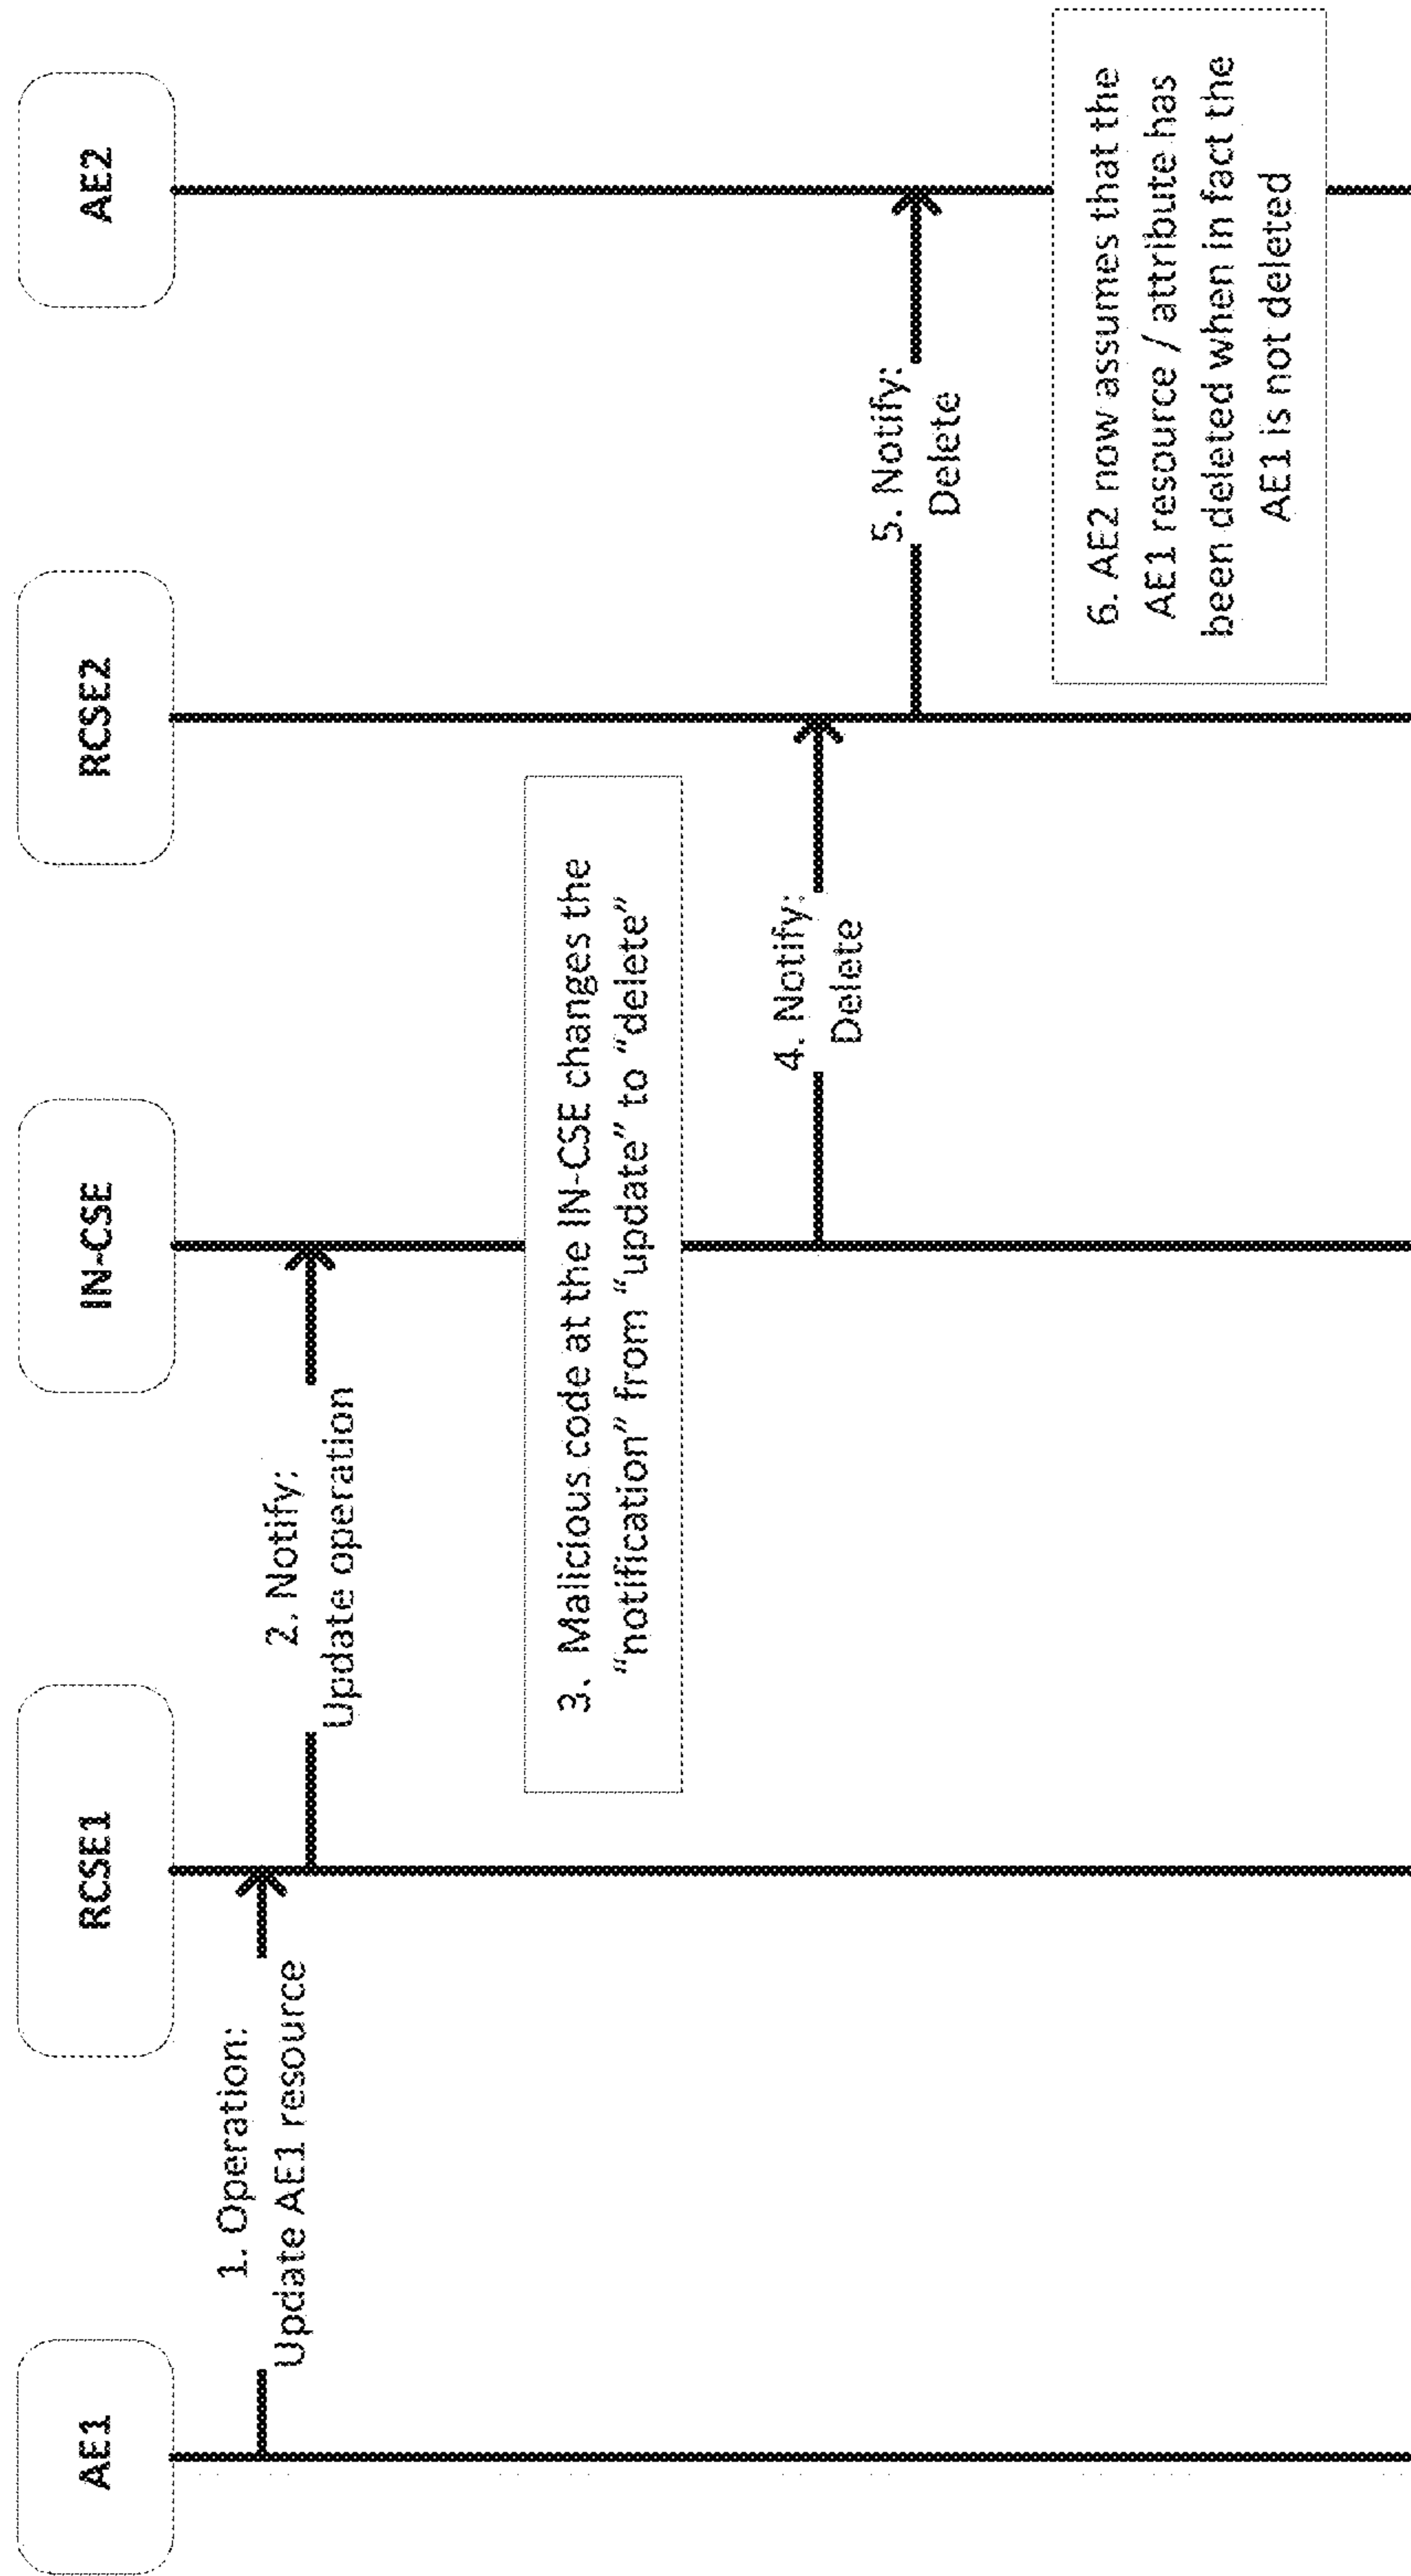 AE1
RCSE1
IN-CSE
RCSE2
AE2
1. Operation:
Update AE1 resource
2. Notify:
Update operation
3. Malicious code at the IN-CSE changes the
“notification” from “update” to “delete”
4. Notify:
Delete
5. Notify:
Delete
6. AE2 now assumes that the
AE1 resource / attribute has
been deleted when in fact the
AE1 is not deleted